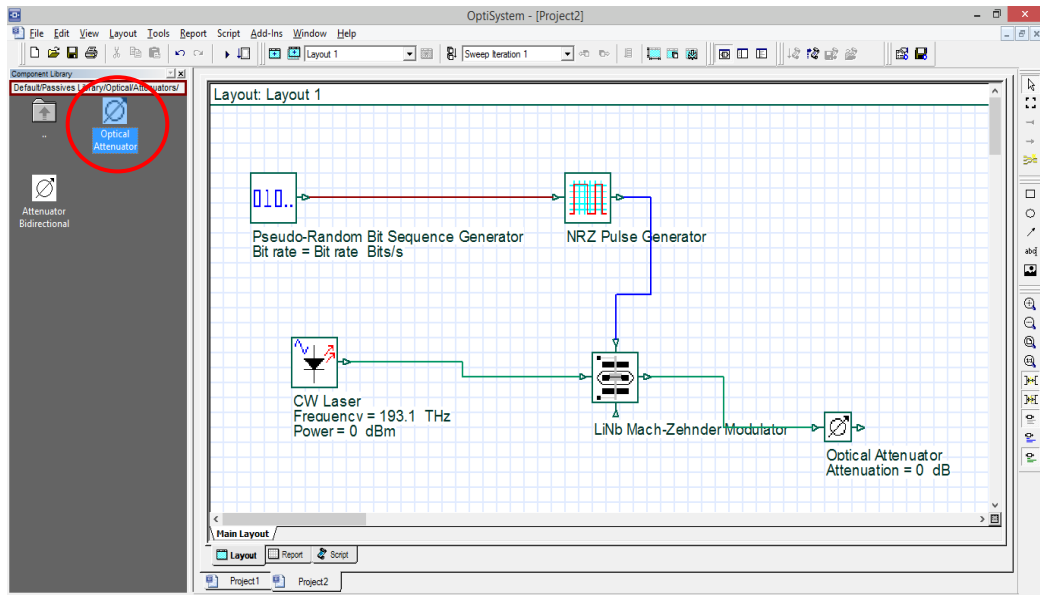 OptiSystem - [Project2]
File Edit View Layout Tools Report Script Add-Ins Window Help
Layout 1 Sweep Iteration 1
Component Library
Default/Passives Library/Optical/Attenuators/
..
Optical
Attenuator
Attenuator
Bidirectional
Layout: Layout 1
010..
Pseudo-Random Bit Sequence Generator
Bit rate = Bit rate Bits/s
NRZ Pulse Generator
CW Laser
Frequency = 193.1 THz
Power = 0 dBm
LiNb Mach-Zehnder Modulator
Optical Attenuator
Attenuation = 0 dB
Main Layout
Layout Report Script
Project1 Project2